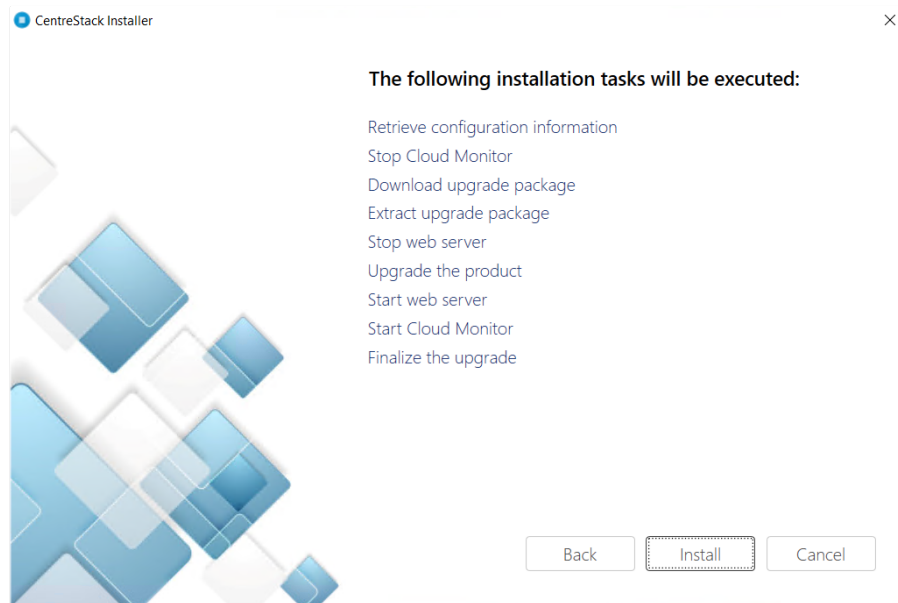 CentreStack Installer
The following installation tasks will be executed:
Retrieve configuration information
Stop Cloud Monitor
Download upgrade package
Extract upgrade package
Stop web server
Upgrade the product
Start web server
Start Cloud Monitor
Finalize the upgrade
Back
Install
Cancel